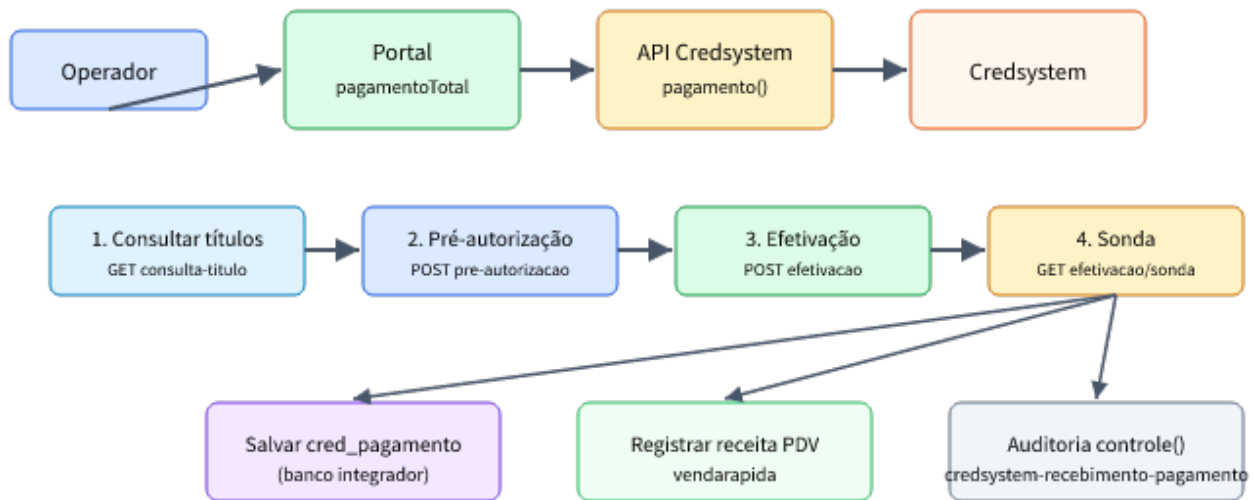 Operador
Portal
pagamentoTotal
API Credsystem
pagamento()
Credsystem
1. Consultar títulos
GET consulta-titulo
2. Pré-autorização
POST pre-autorizacao
3. Efetivação
POST efetivacao
4. Sonda
GET efetivacao/sonda
Salvar cred_pagamento
(banco integrador)
Registrar receita PDV
vendarapida
Auditoria controle()
credsystem-recebimento-pagamento